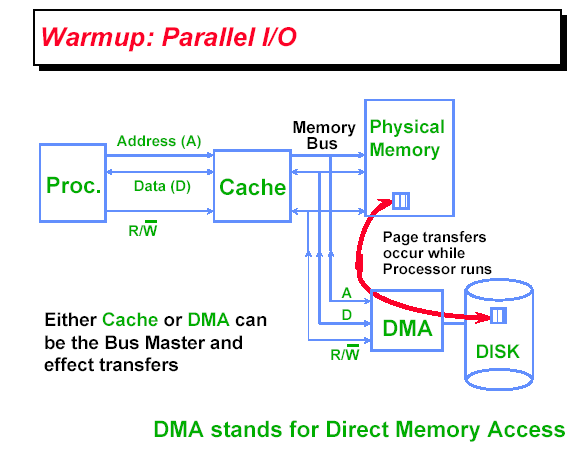 Warmup: Parallel I/O
Address (A)
Memory
Bus
Physical
Memory
Proc.
Data (D)
Cache
R/W̅
Page transfers
occur while
Processor runs
A
D
DMA
R/W̅
DISK
Either Cache or DMA can
be the Bus Master and
effect transfers
DMA stands for Direct Memory Access